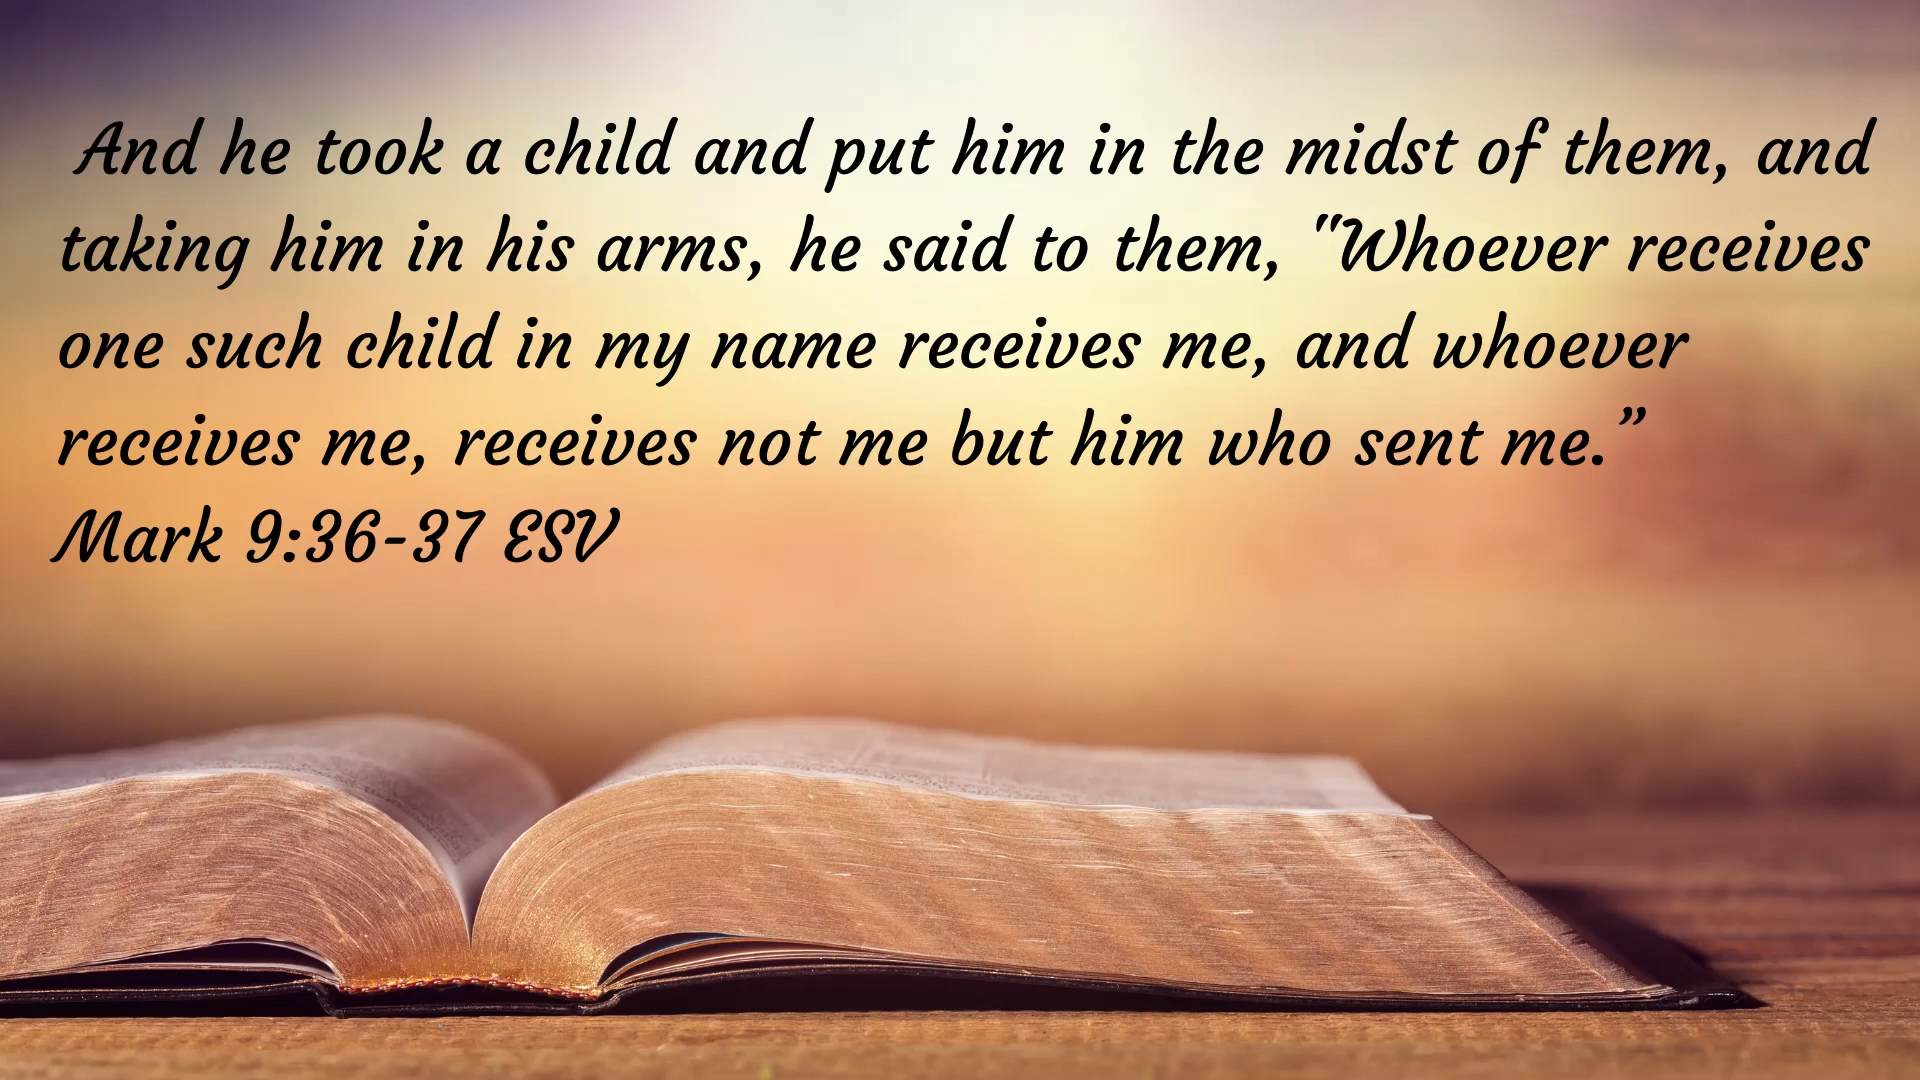 And he took a child and put him in the midst of them, and
taking him in his arms, he said to them, "Whoever receives
one such child in my name receives me, and whoever
receives me, receives not me but him who sent me.”
Mark 9:36-37 ESV